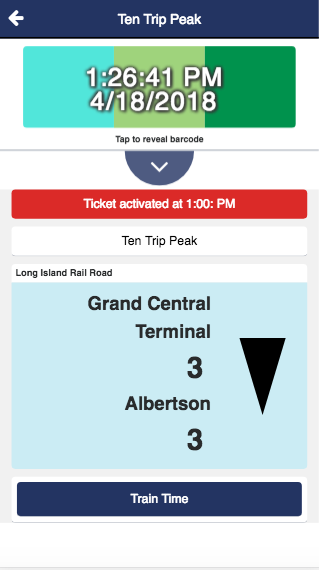 Ten Trip Peak
1:26:41 PM
4/18/2018
Tap to reveal barcode
Ticket activated at 1:00: PM
Ten Trip Peak
Long Island Rail Road
Grand Central
Terminal
3
Albertson
3
Train Time